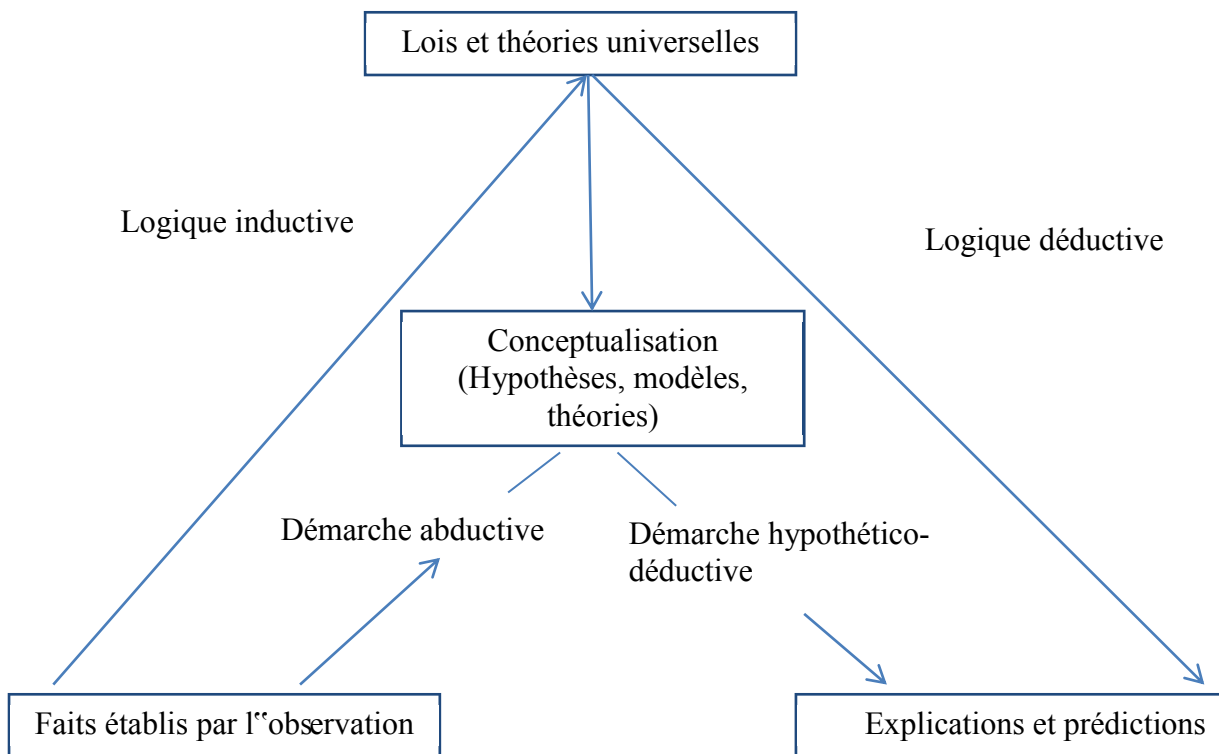 Lois et théories universelles
Logique inductive
Logique déductive
Conceptualisation
(Hypothèses, modèles,
théories)
Démarche abductive
Démarche hypothético-
déductive
Faits établis par l‟observation
Explications et prédictions